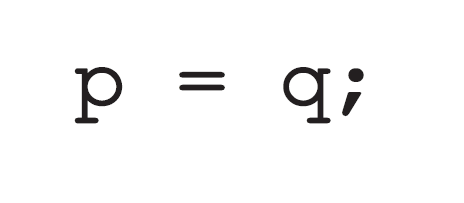 p = q;